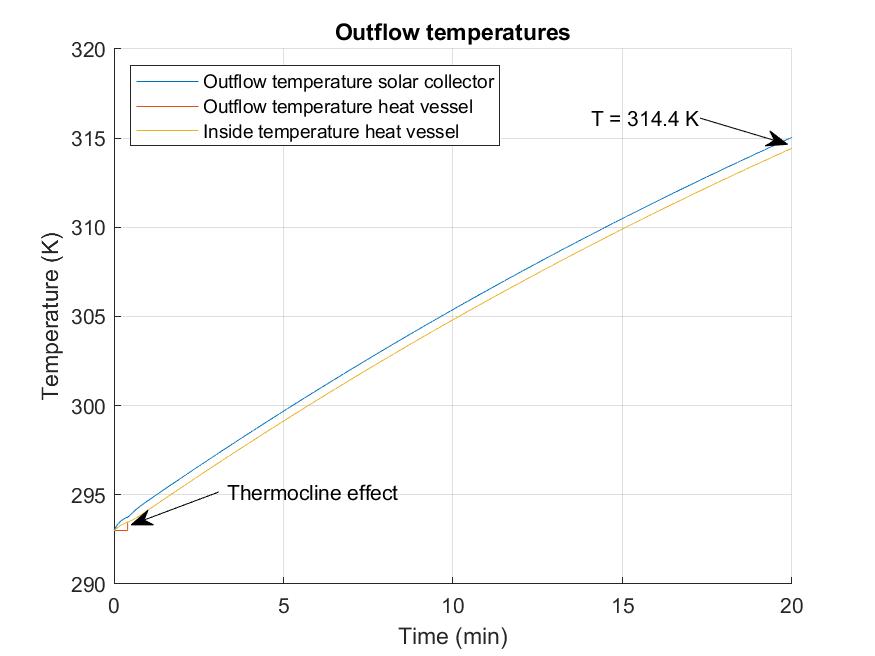 Outflow temperatures
320
Outflow temperature solar collector
Outflow temperature heat vessel
Inside temperature heat vessel
T = 314.4 K
315
310
305
300
295
290
Temperature (K)
Thermocline effect
0 5 10 15 20
Time (min)